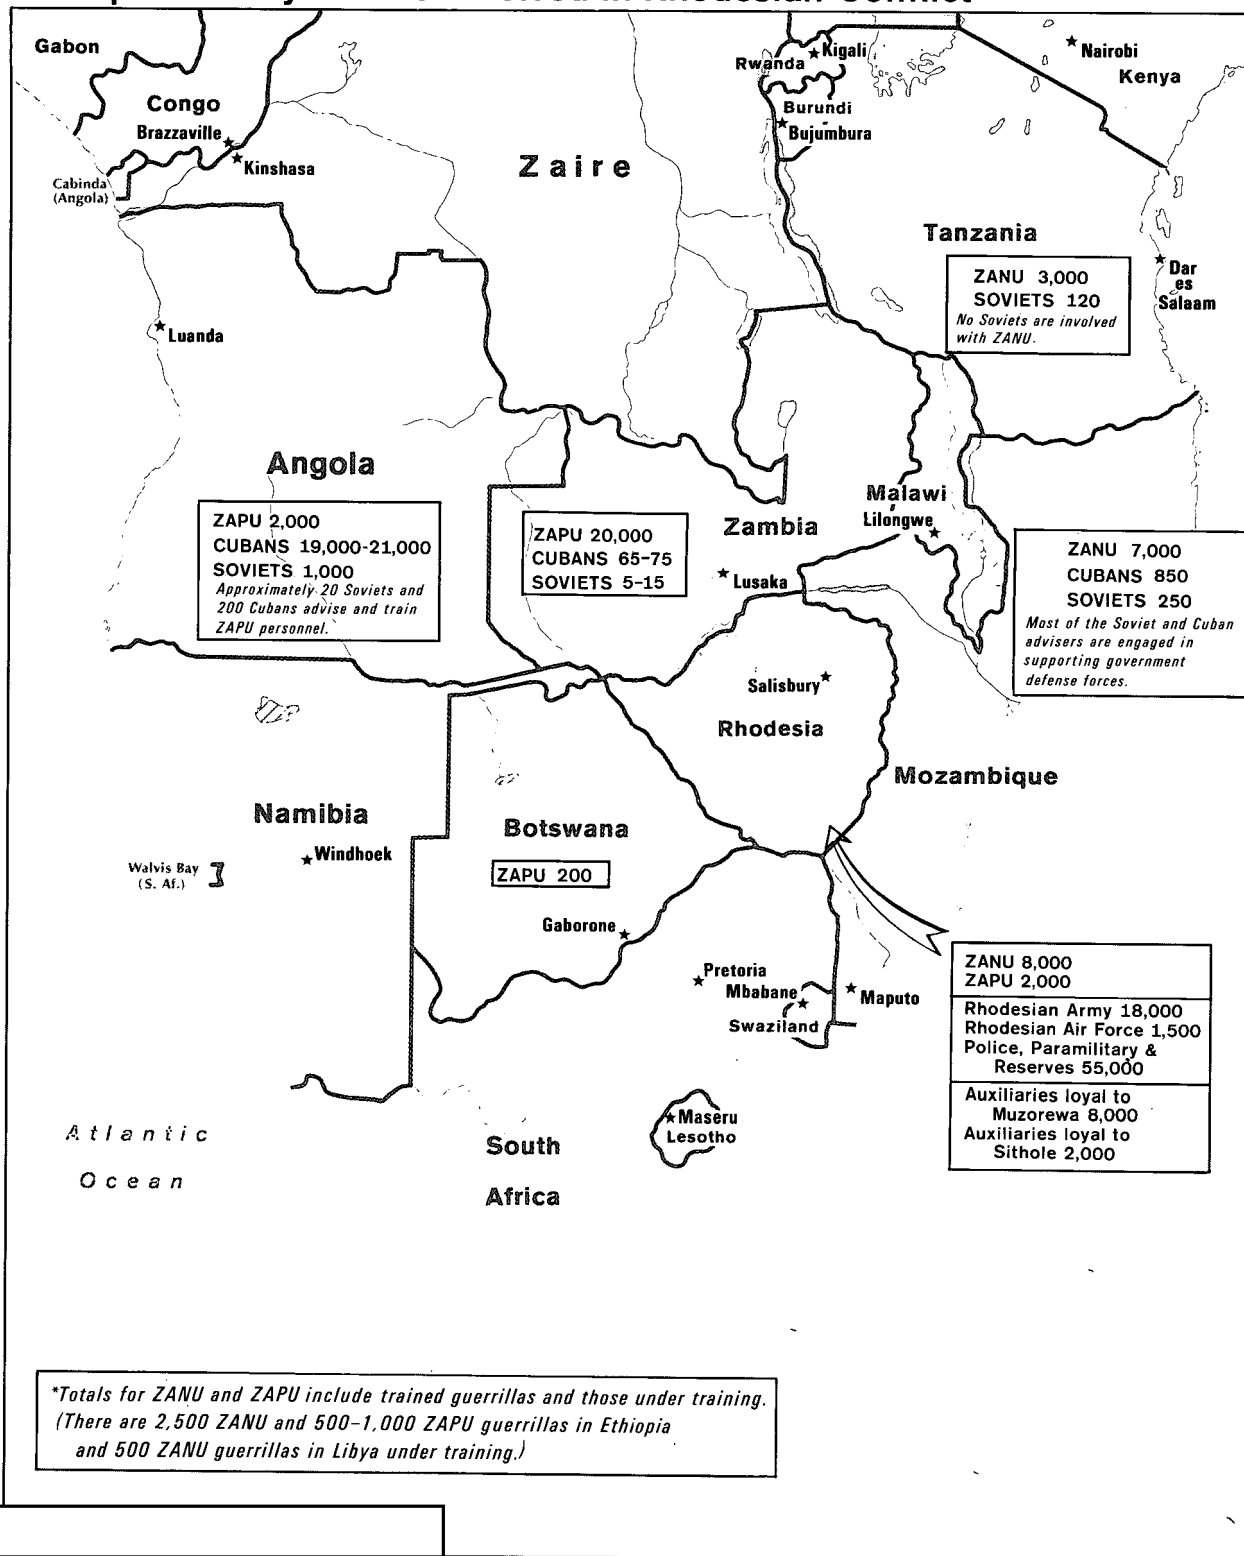 in Rhodesian Conflict
Gabon
Congo
Brazzaville
Kinshasa
Cabinda
(Angola)
Zaire
Rwanda
Kigali
Burundi
Bujumbura
Nairobi
Kenya
Tanzania
ZANU 3,000
SOVIETS 120
No Soviets are involved
with ZANU.
Dar
es
Salaam
Luanda
Angola
ZAPU 2,000
CUBANS 19,000-21,000
SOVIETS 1,000
Approximately 20 Soviets and
200 Cubans advise and train
ZAPU personnel.
ZAPU 20,000
CUBANS 65-75
SOVIETS 5-15
Zambia
Lusaka
Malawi
Lilongwe
ZANU 7,000
CUBANS 850
SOVIETS 250
Most of the Soviet and Cuban
advisers are engaged in
supporting government
defense forces.
Salisbury
Rhodesia
Mozambique
Namibia
Windhoek
Walvis Bay
(S. Af.)
Botswana
ZAPU 200
Gaborone
Pretoria
Mbabane
Swaziland
Maputo
ZANU 8,000
ZAPU 2,000
Rhodesian Army 18,000
Rhodesian Air Force 1,500
Police, Paramilitary &
Reserves 55,000
Auxiliaries loyal to
Muzorewa 8,000
Auxiliaries loyal to
Sithole 2,000
Maseru
Lesotho
South
Africa
Atlantic
Ocean
*Totals for ZANU and ZAPU include trained guerrillas and those under training.
(There are 2,500 ZANU and 500-1,000 ZAPU guerrillas in Ethiopia
and 500 ZANU guerrillas in Libya under training.)